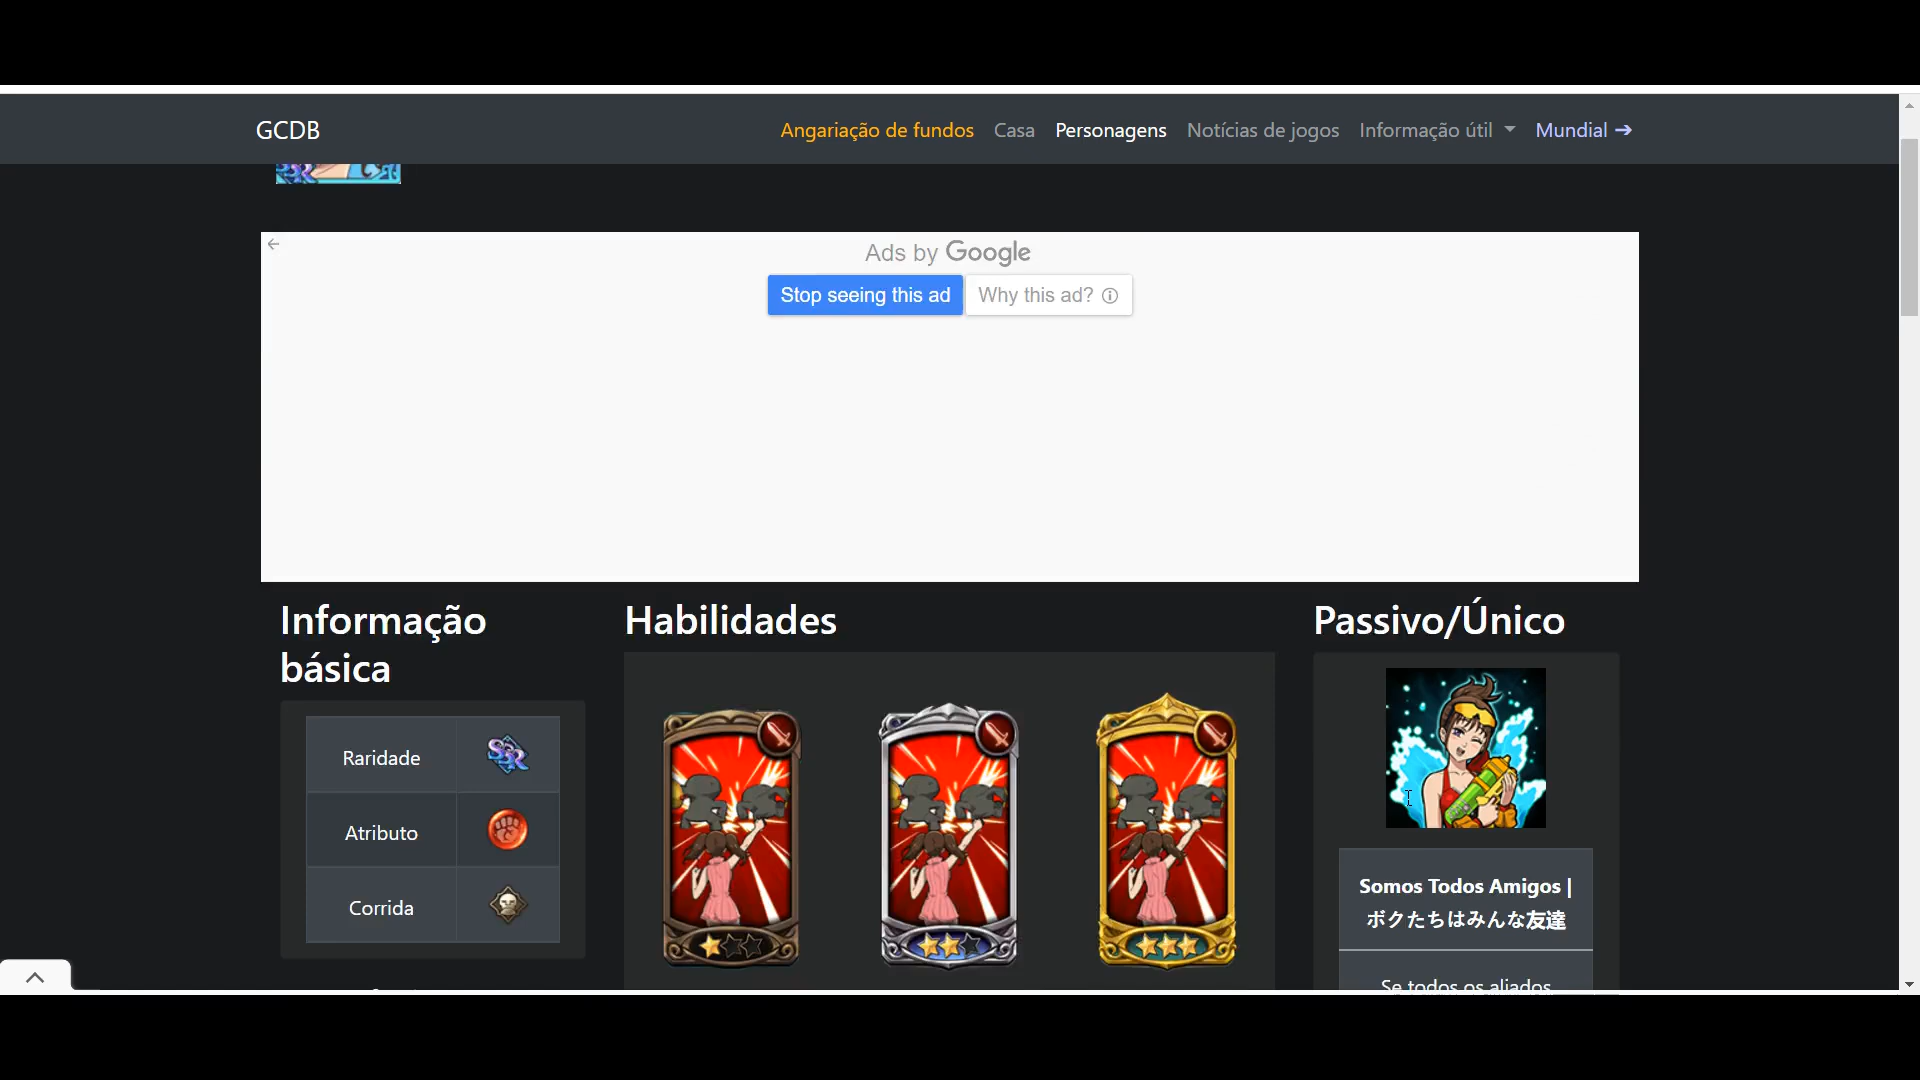 GCDB
Angariação de fundos Casa Personagens Notícias de jogos Informação útil Mundial ➔
Ads by Google
Stop seeing this ad Why this ad?
Informação
básica
Raridade
SSR
Atributo
Corrida
Habilidades
Passivo/Único
Somos Todos Amigos |
ボクたちはみんな友達
Se todos os aliados